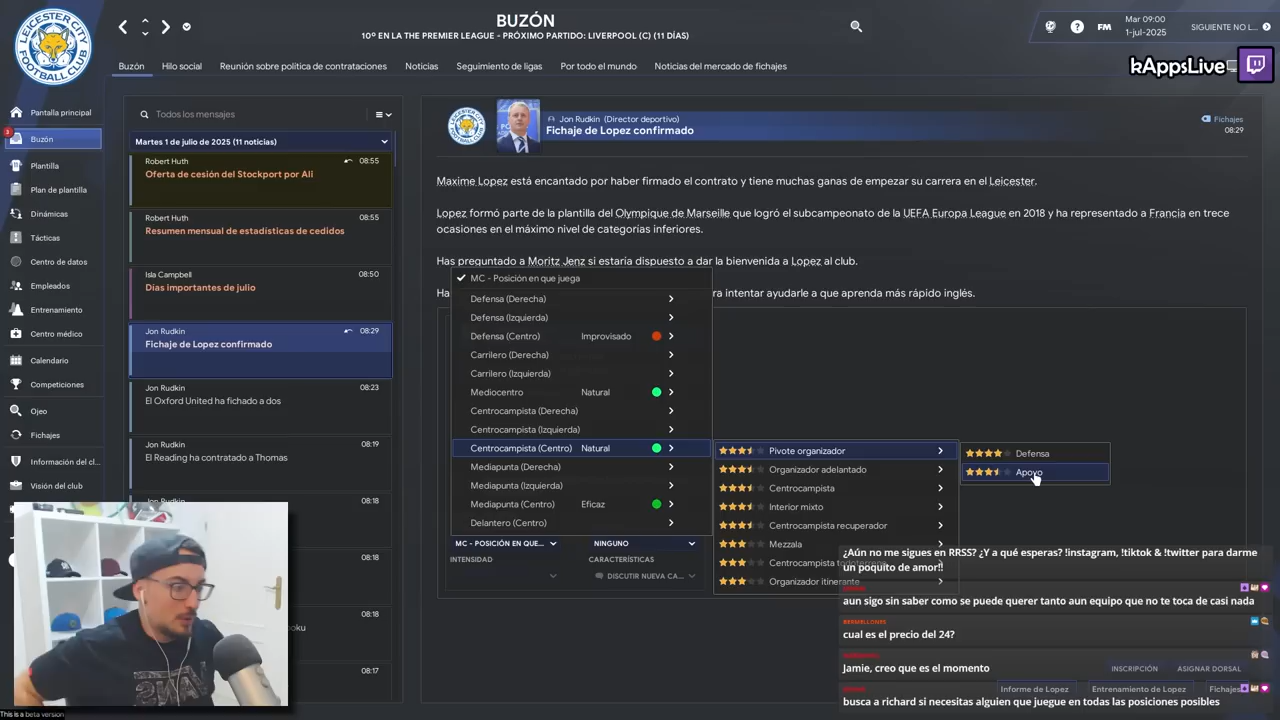 BUZÓN
10º EN LA THE PREMIER LEAGUE - PRÓXIMO PARTIDO: LIVERPOOL (C) (11 DÍAS)
FM
Mar 09:00
1-jul-2025
SIGUIENTE NO L...
LEICESTER CITY
FOOTBALL CLUB
Buzón
Hilo social
Reunión sobre política de contrataciones
Noticias
Seguimiento de ligas
Por todo el mundo
Noticias del mercado de fichajes
kAppsLive
Pantalla principal
3
Buzón
Plantilla
Plan de plantilla
Dinámicas
Tácticas
Centro de datos
Empleados
Entrenamiento
Centro médico
Calendario
Competiciones
Ojeo
Fichajes
Información del cl...
Visión del club
Todos los mensajes
Martes 1 de julio de 2025 (11 noticias)
Robert Huth 08:55
Oferta de cesión del Stockport por Ali
Robert Huth 08:55
Resumen mensual de estadísticas de cedidos
Isla Campbell 08:50
Días importantes de julio
Jon Rudkin 08:29
Fichaje de Lopez confirmado
Jon Rudkin 08:23
El Oxford United ha fichado a dos
Jon Rudkin 08:19
El Reading ha contratado a Thomas
08:18
08:18
08:18
08:17
Jon Rudkin (Director deportivo)
Fichaje de Lopez confirmado
Fichajes
08:29
Maxime Lopez está encantado por haber firmado el contrato y tiene muchas ganas de empezar su carrera en el Leicester.
Lopez formó parte de la plantilla del Olympique de Marseille que logró el subcampeonato de la UEFA Europa League en 2018 y ha representado a Francia en trece
ocasiones en el máximo nivel de categorías inferiores.
Has preguntado a Moritz Jenz si estaría dispuesto a dar la bienvenida a Lopez al club.
Ha
ra intentar ayudarle a que aprenda más rápido inglés.
MC - Posición en que juega
Defensa (Derecha)
Defensa (Izquierda)
Defensa (Centro) Improvisado
Carrilero (Derecha)
Carrilero (Izquierda)
Mediocentro Natural
Centrocampista (Derecha)
Centrocampista (Izquierda)
Centrocampista (Centro) Natural
Mediapunta (Derecha)
Mediapunta (Izquierda)
Mediapunta (Centro) Eficaz
Delantero (Centro)
Pivote organizador
Organizador adelantado
Centrocampista
Interior mixto
Centrocampista recuperador
Mezzala
Centrocampista
Organizador itinerante
Defensa
Apoyo
MC - POSICIÓN EN QUE...
NINGUNO
INTENSIDAD
CARACTERÍSTICAS
DISCUTIR NUEVA CA...
¿Aún no me sigues en RRSS? ¿Y a qué esperas? !instagram, !tiktok & !twitter para darme
un poquito de amor!!
aun sigo sin saber como se puede querer tanto aun equipo que no te toca de casi nada
BERMELLONES
cual es el precio del 24?
Jamie, creo que es el momento
INSCRIPCIÓN
ASIGNAR DORSAL
Informe de Lopez
Entrenamiento de Lopez
Fichajes
busca a richard si necesitas alguien que juegue en todas las posiciones posibles
This is a beta version